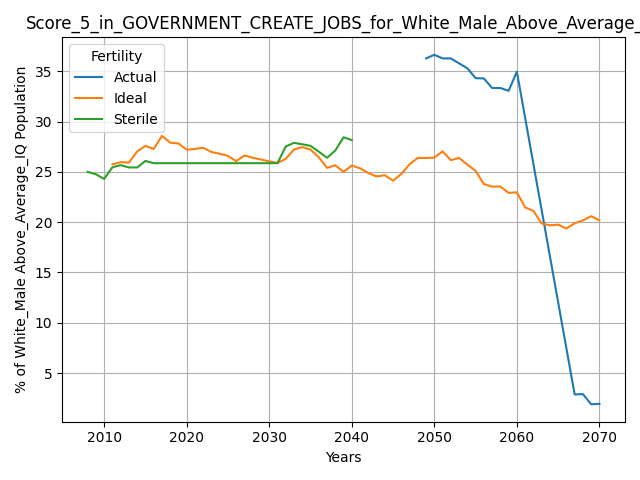 Score_5_in_GOVERNMENT_CREATE_JOBS_for_White_Male_Above_Average_
Fertility
Actual
Ideal
Sterile
% of White_Male Above_Average_IQ Population
35
30
25
20
15
10
5
2010 2020 2030 2040 2050 2060 2070
Years